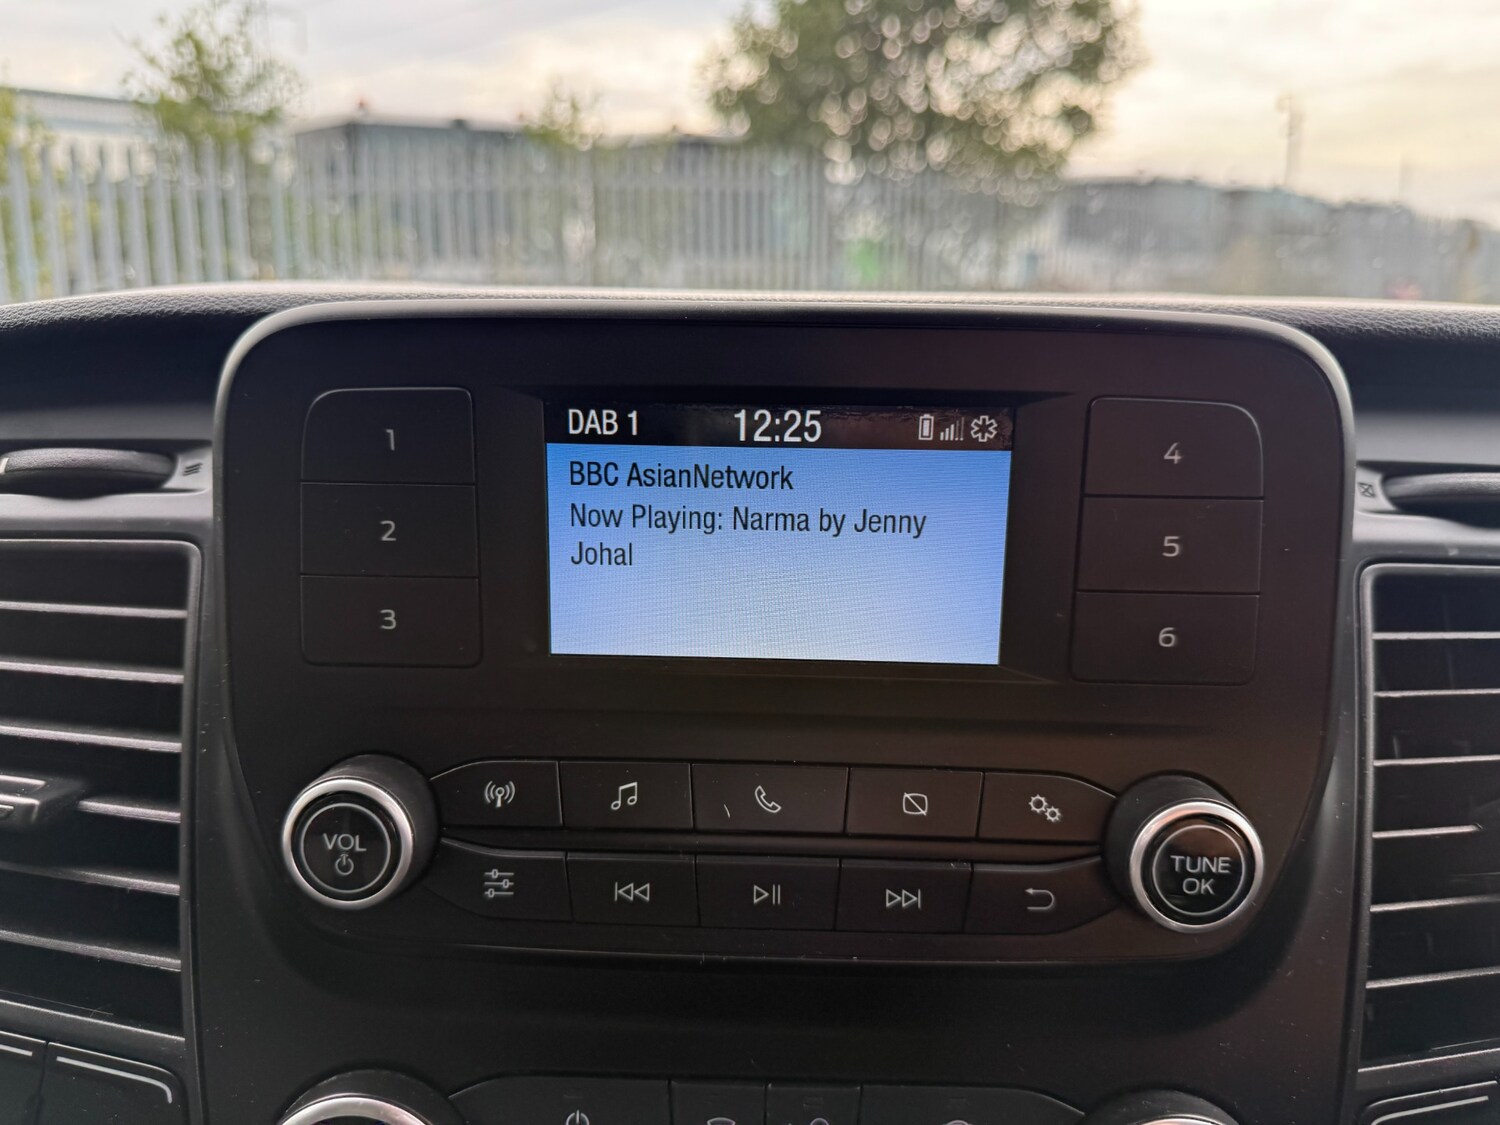 DAB 1 12:25
BBC AsianNetwork
Now Playing: Narma by Jenny
Johal
1
2
3
4
5
6
VOL
TUNE
OK